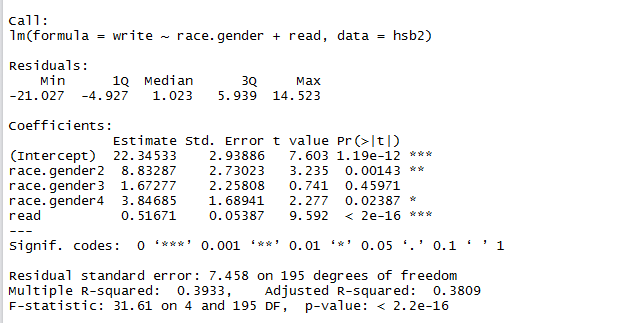 Call:
lm(formula = write ~ race.gender + read, data = hsb2)
Residuals:
Min 1Q Median 3Q Max
-21.027 -4.927 1.023 5.939 14.523
Coefficients:
Estimate Std. Error t value Pr(>|t|)
(Intercept) 22.34533 2.93886 7.603 1.19e-12 ***
race.gender2 8.83287 2.73023 3.235 0.00143 **
race.gender3 1.67277 2.25808 0.741 0.45971
race.gender4 3.84685 1.68941 2.277 0.02387 *
read 0.51671 0.05387 9.592 < 2e-16 ***
---
Signif. codes: 0 ‘***’ 0.001 ‘**’ 0.01 ‘*’ 0.05 ‘.’ 0.1 ‘ ’ 1
Residual standard error: 7.458 on 195 degrees of freedom
Multiple R-squared: 0.3933, Adjusted R-squared: 0.3809
F-statistic: 31.61 on 4 and 195 DF, p-value: < 2.2e-16